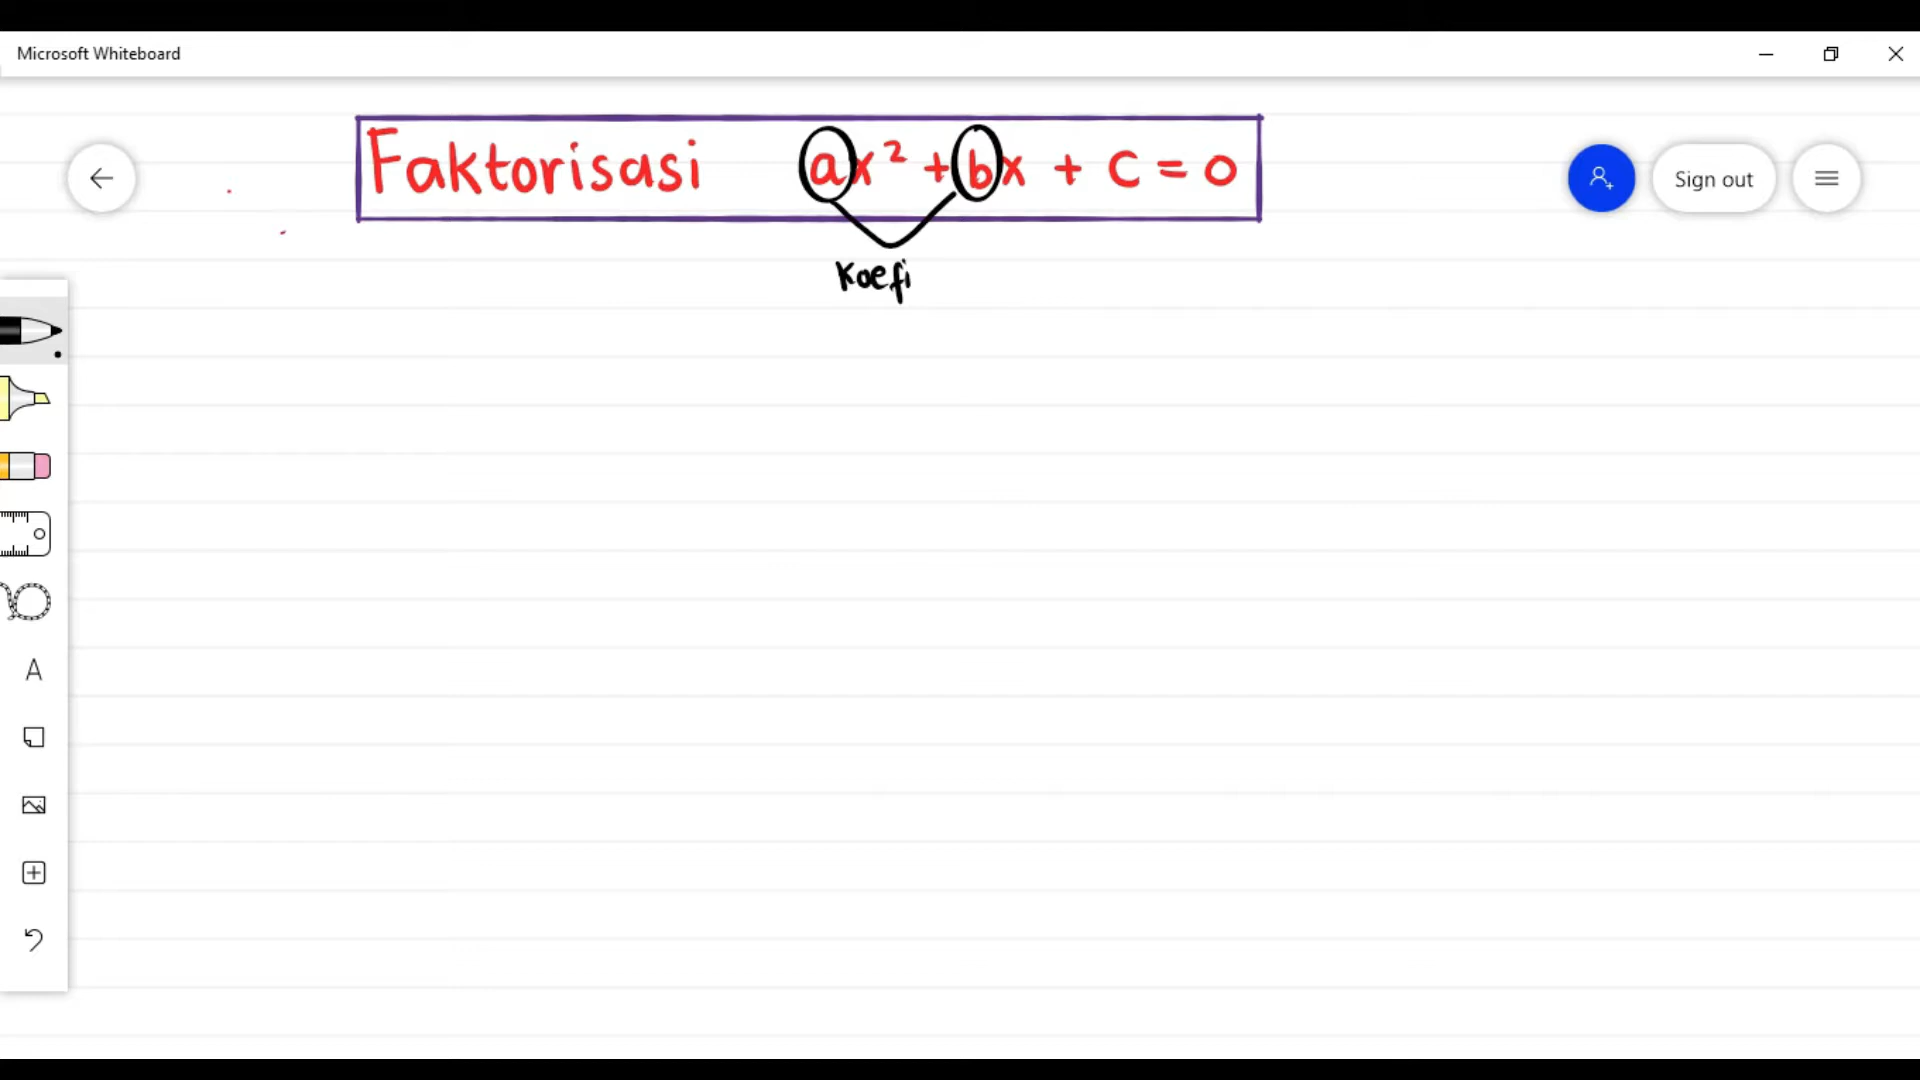 Microsoft Whiteboard
Faktorisasi ax² + bx + c = 0
Sign out
Koefi
A